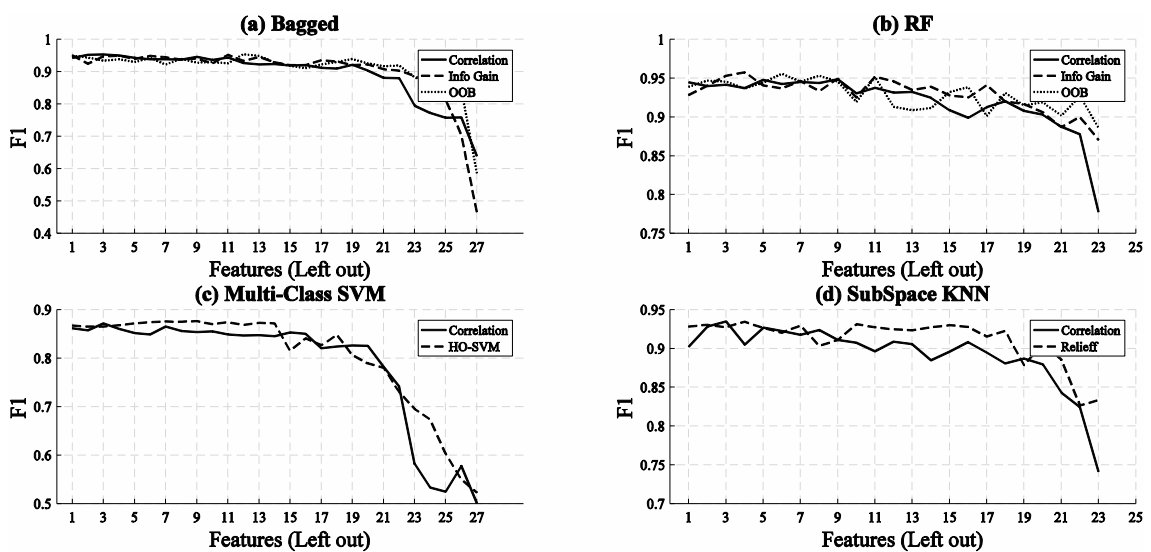 (a) Bagged
1
0.9
0.8
0.7
0.6
0.5
0.4
F1
Correlation
Info Gain
OOB
1 3 5 7 9 11 13 15 17 19 21 23 25 27
Features (Left out)
(b) RF
1
0.95
0.9
0.85
0.8
0.75
F1
Correlation
Info Gain
OOB
1 3 5 7 9 11 13 15 17 19 21 23 25
Features (Left out)
(c) Multi-Class SVM
0.9
0.8
0.7
0.6
0.5
F1
Correlation
HO-SVM
1 3 5 7 9 11 13 15 17 19 21 23 25 27
Features (Left out)
(d) SubSpace KNN
0.95
0.9
0.85
0.8
0.75
0.7
F1
Correlation
Relieff
1 3 5 7 9 11 13 15 17 19 21 23 25
Features (Left out)